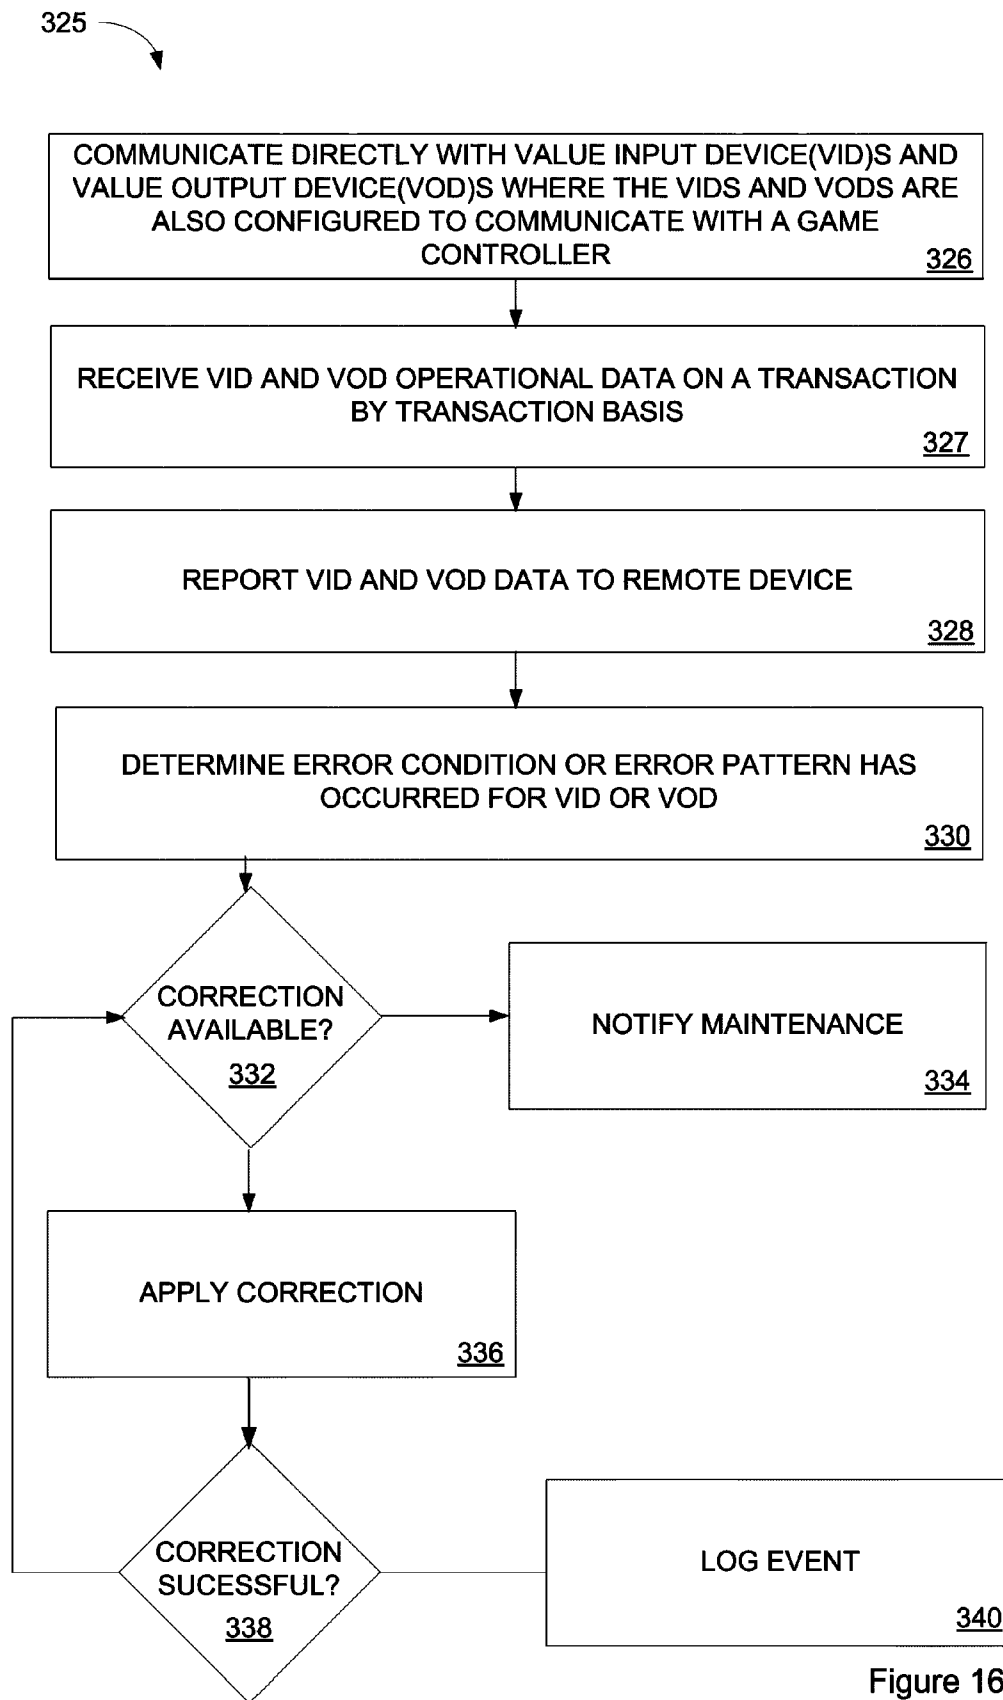 325
COMMUNICATE DIRECTLY WITH VALUE INPUT DEVICE(VID)S AND
VALUE OUTPUT DEVICE(VOD)S WHERE THE VIDS AND VODS ARE
ALSO CONFIGURED TO COMMUNICATE WITH A GAME
CONTROLLER
326
RECEIVE VID AND VOD OPERATIONAL DATA ON A TRANSACTION
BY TRANSACTION BASIS
327
REPORT VID AND VOD DATA TO REMOTE DEVICE
328
DETERMINE ERROR CONDITION OR ERROR PATTERN HAS
OCCURRED FOR VID OR VOD
330
CORRECTION
AVAILABLE?
332
NOTIFY MAINTENANCE
334
APPLY CORRECTION
336
CORRECTION
SUCESSFUL?
338
LOG EVENT
340
Figure 16